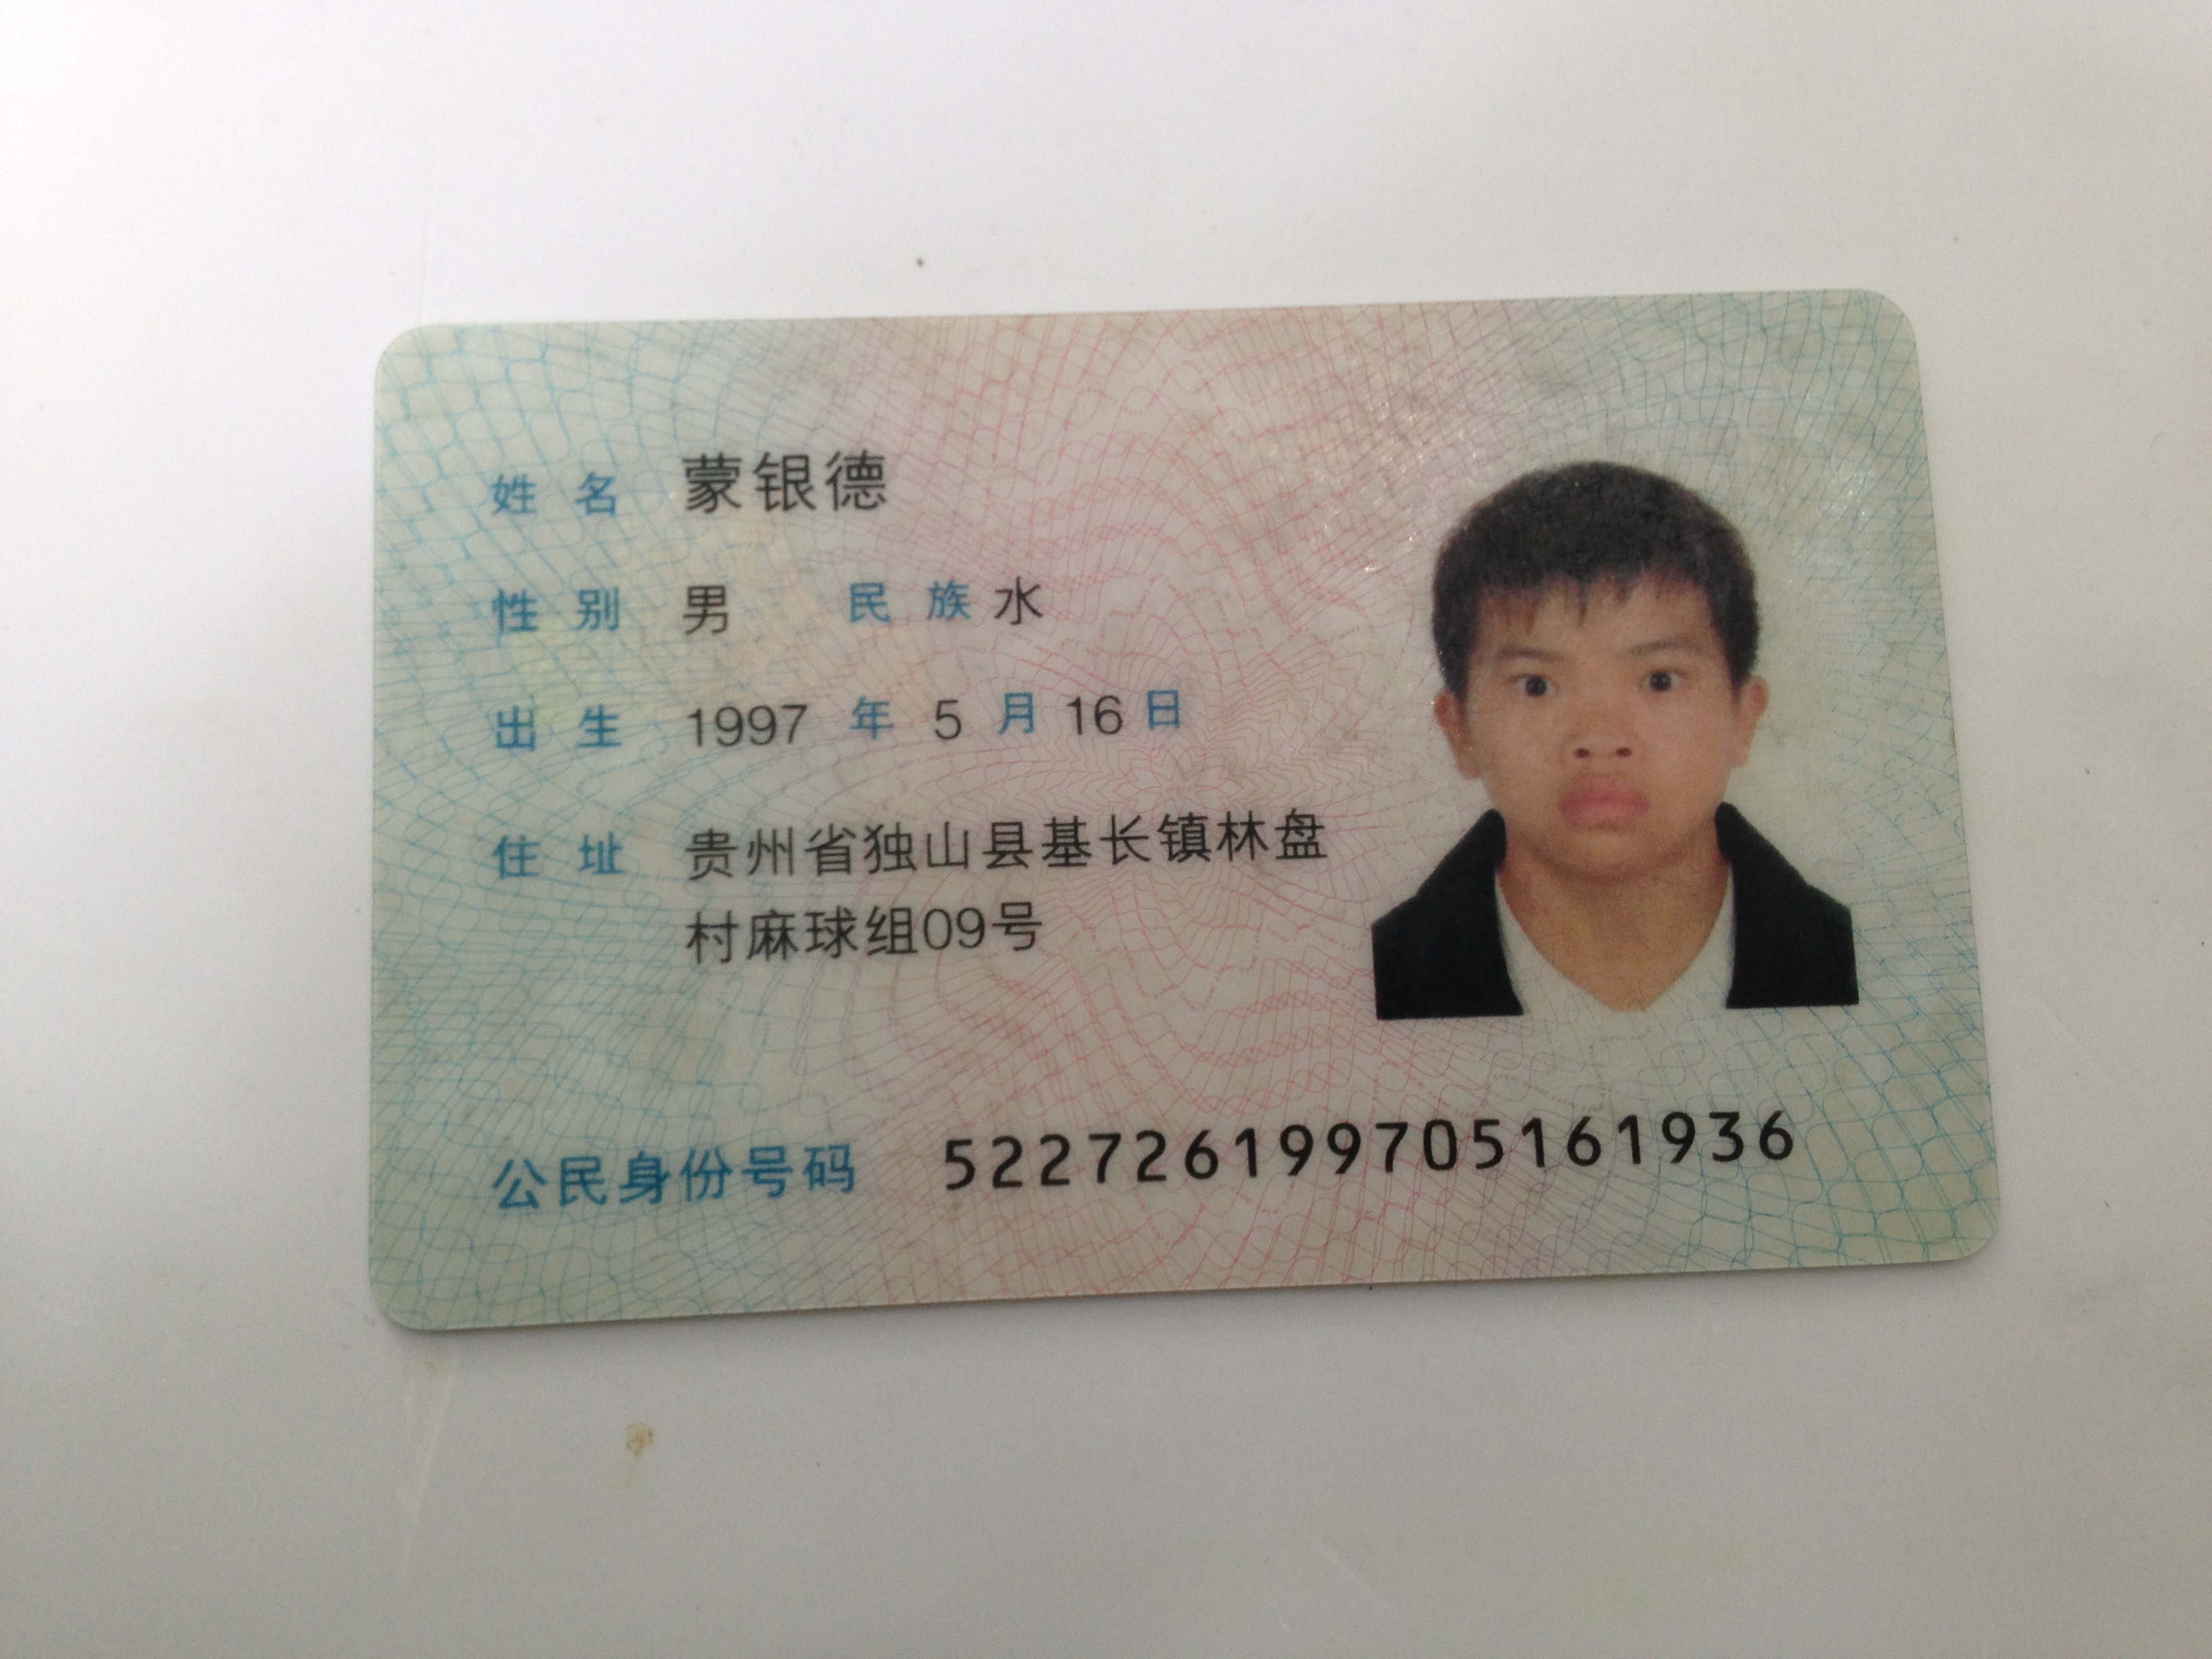 姓名 蒙银德
性别 男 民族 水
出生 1997 年 5 月 16 日
住址 贵州省独山县基长镇林盘
村麻球组09号
公民身份号码 522726199705161936